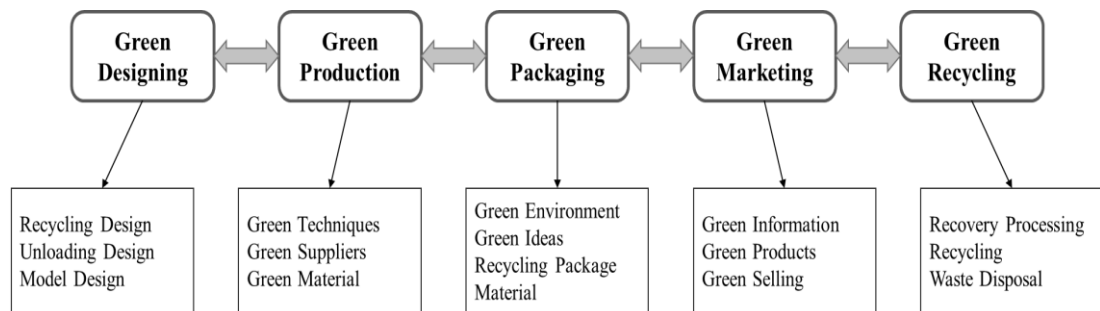 Green
Designing
Green
Production
Green
Packaging
Green
Marketing
Green
Recycling
Recycling Design
Unloading Design
Model Design
Green Techniques
Green Suppliers
Green Material
Green Environment
Green Ideas
Recycling Package
Material
Green Information
Green Products
Green Selling
Recovery Processing
Recycling
Waste Disposal